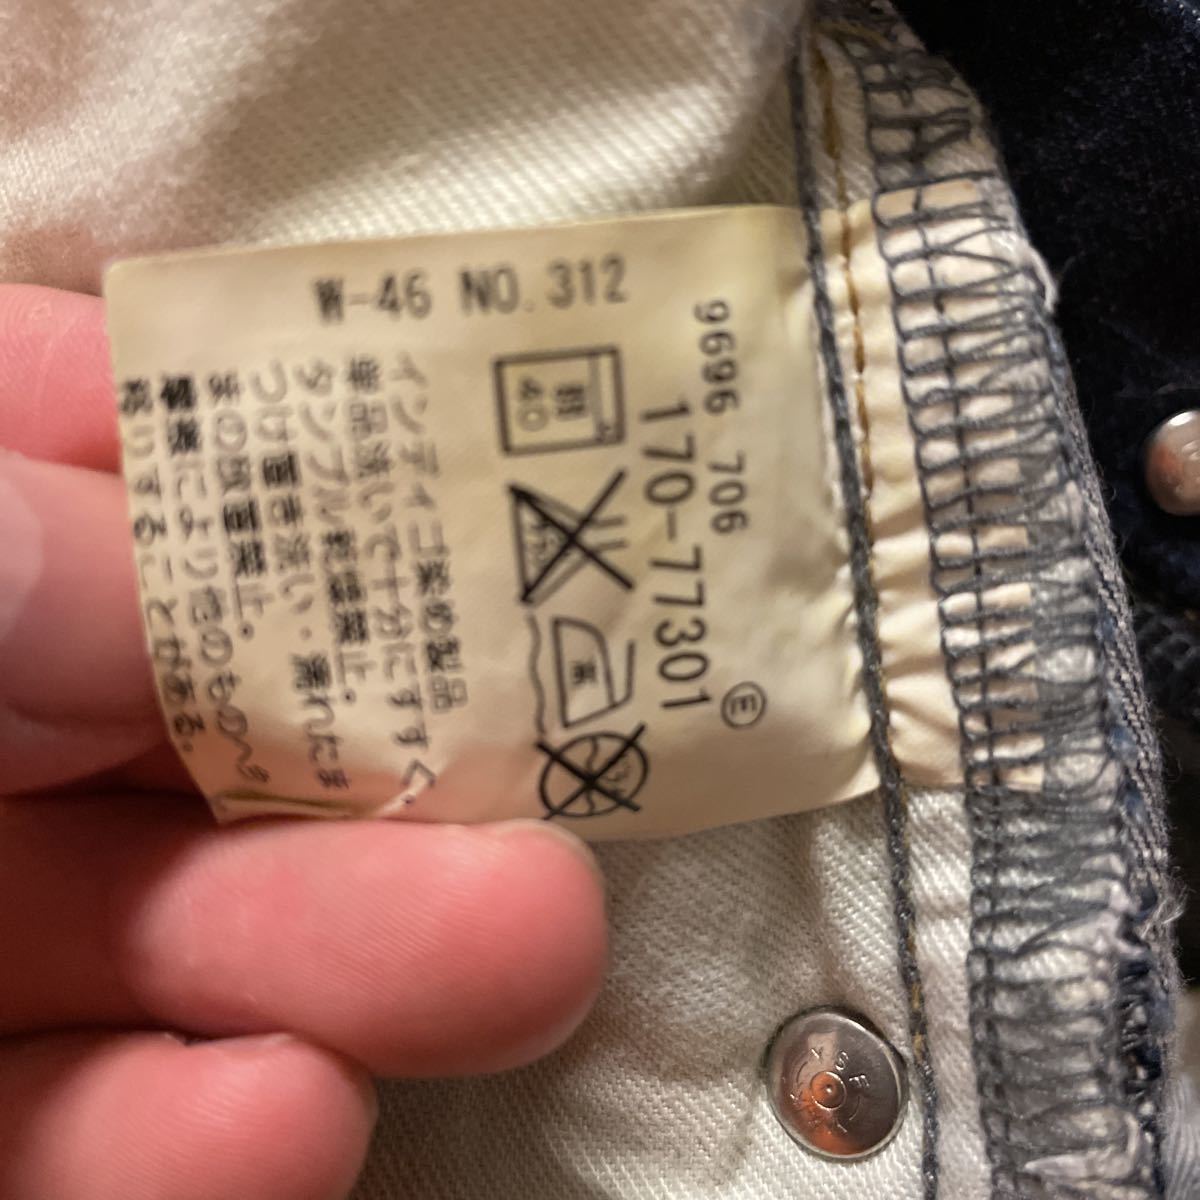 W-46 NO.312
9696 706
170-77301
Ⓔ
40
インディゴ染め製品
単品洗いで十分にすすぐ。
タンブル乾燥禁止。
つけ置き洗い・濡れたま
まの放置禁止。
摩擦により他のものへ
移りすることがある。
YKK